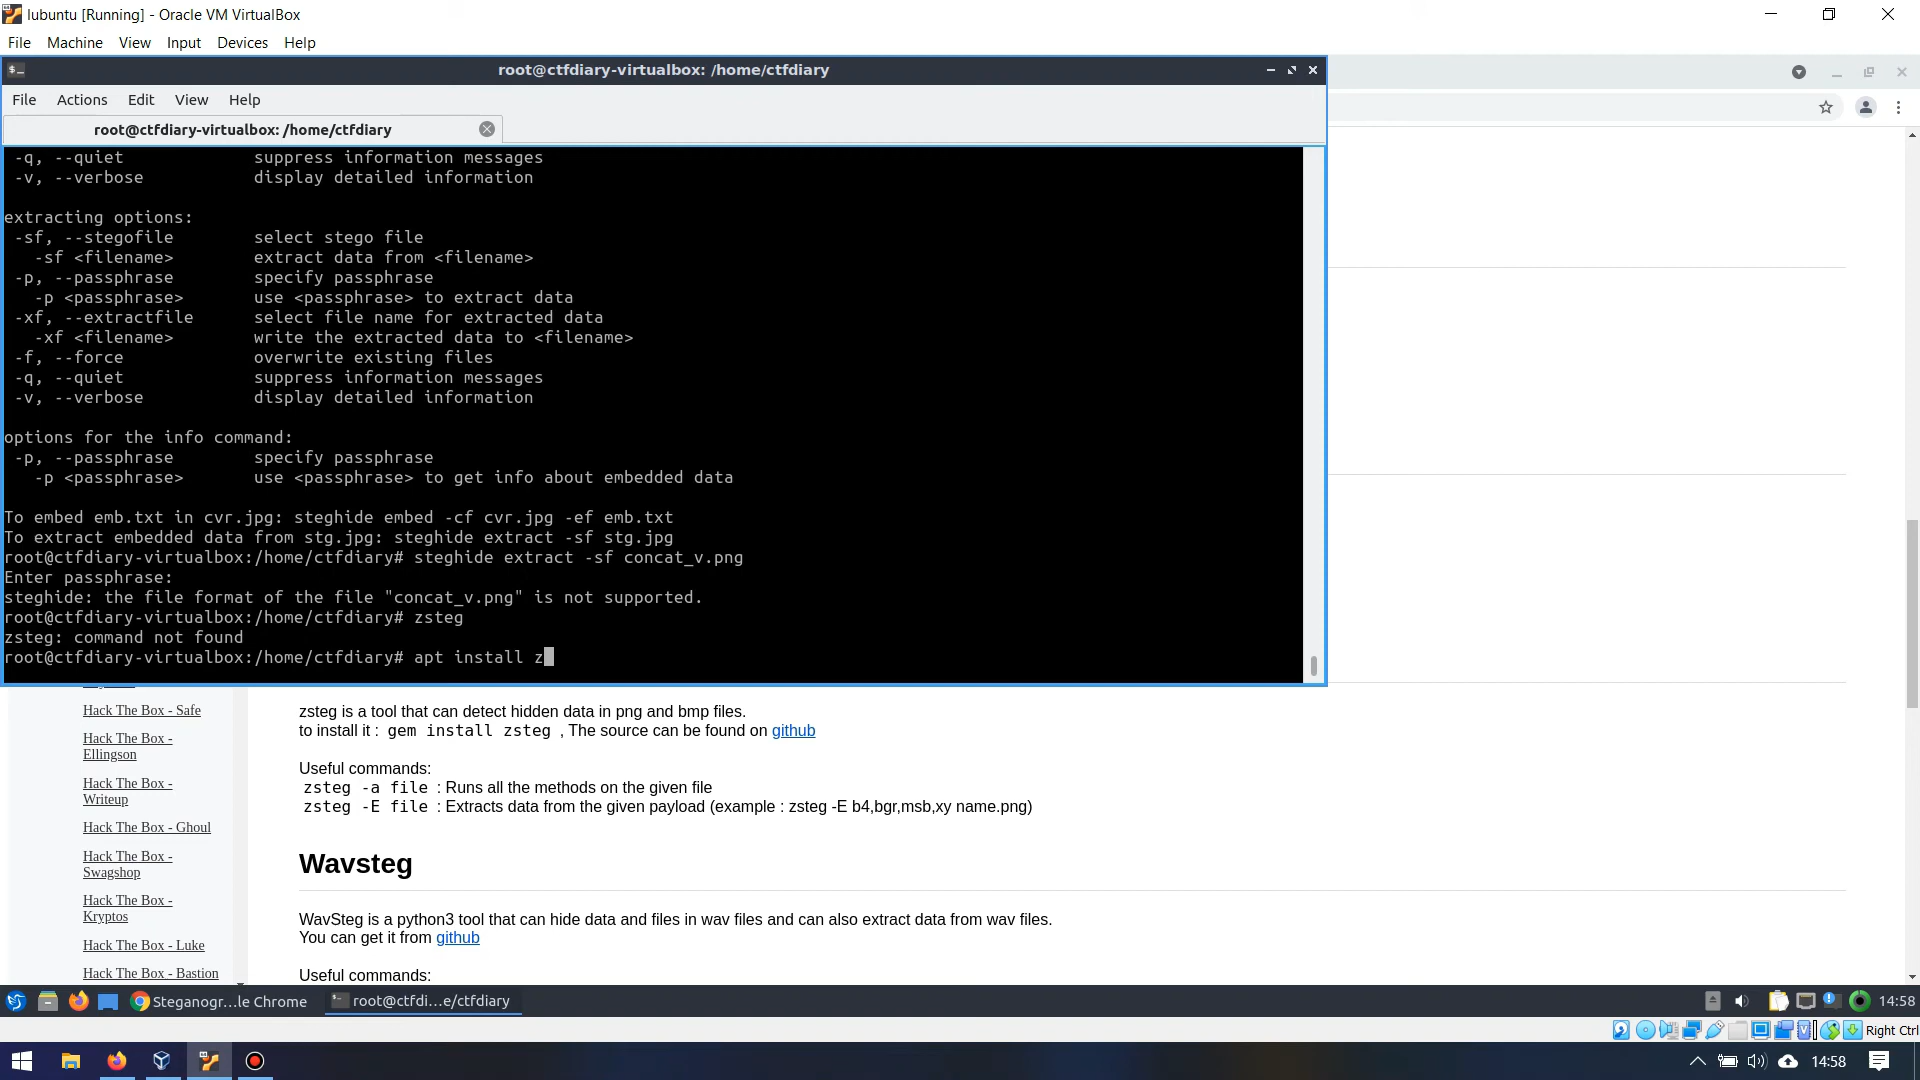 lubuntu [Running] - Oracle VM VirtualBox
File Machine View Input Devices Help
root@ctfdiary-virtualbox: /home/ctfdiary
File Actions Edit View Help
root@ctfdiary-virtualbox: /home/ctfdiary
-q, --quiet suppress information messages
-v, --verbose display detailed information
extracting options:
-sf, --stegofile select stego file
-sf <filename> extract data from <filename>
-p, --passphrase specify passphrase
-p <passphrase> use <passphrase> to extract data
-xf, --extractfile select file name for extracted data
-xf <filename> write the extracted data to <filename>
-f, --force overwrite existing files
-q, --quiet suppress information messages
-v, --verbose display detailed information
options for the info command:
-p, --passphrase specify passphrase
-p <passphrase> use <passphrase> to get info about embedded data
To embed emb.txt in cvr.jpg: steghide embed -cf cvr.jpg -ef emb.txt
To extract embedded data from stg.jpg: steghide extract -sf stg.jpg
root@ctfdiary-virtualbox:/home/ctfdiary# steghide extract -sf concat_v.png
Enter passphrase:
steghide: the file format of the file "concat_v.png" is not supported.
root@ctfdiary-virtualbox:/home/ctfdiary# zsteg
zsteg: command not found
root@ctfdiary-virtualbox:/home/ctfdiary# apt install z
Hack The Box - Safe
Hack The Box -
Ellingson
Hack The Box -
Writeup
Hack The Box - Ghoul
Hack The Box -
Swagshop
Hack The Box -
Kryptos
Hack The Box - Luke
Hack The Box - Bastion
zsteg is a tool that can detect hidden data in png and bmp files.
to install it : gem install zsteg , The source can be found on github
Useful commands:
zsteg -a file : Runs all the methods on the given file
zsteg -E file : Extracts data from the given payload (example : zsteg -E b4,bgr,msb,xy name.png)
Wavsteg
WavSteg is a python3 tool that can hide data and files in wav files and can also extract data from wav files.
You can get it from github
Useful commands:
Steganogr...le Chrome
root@ctfdi...e/ctfdiary
14:58
Right Ctrl
14:58